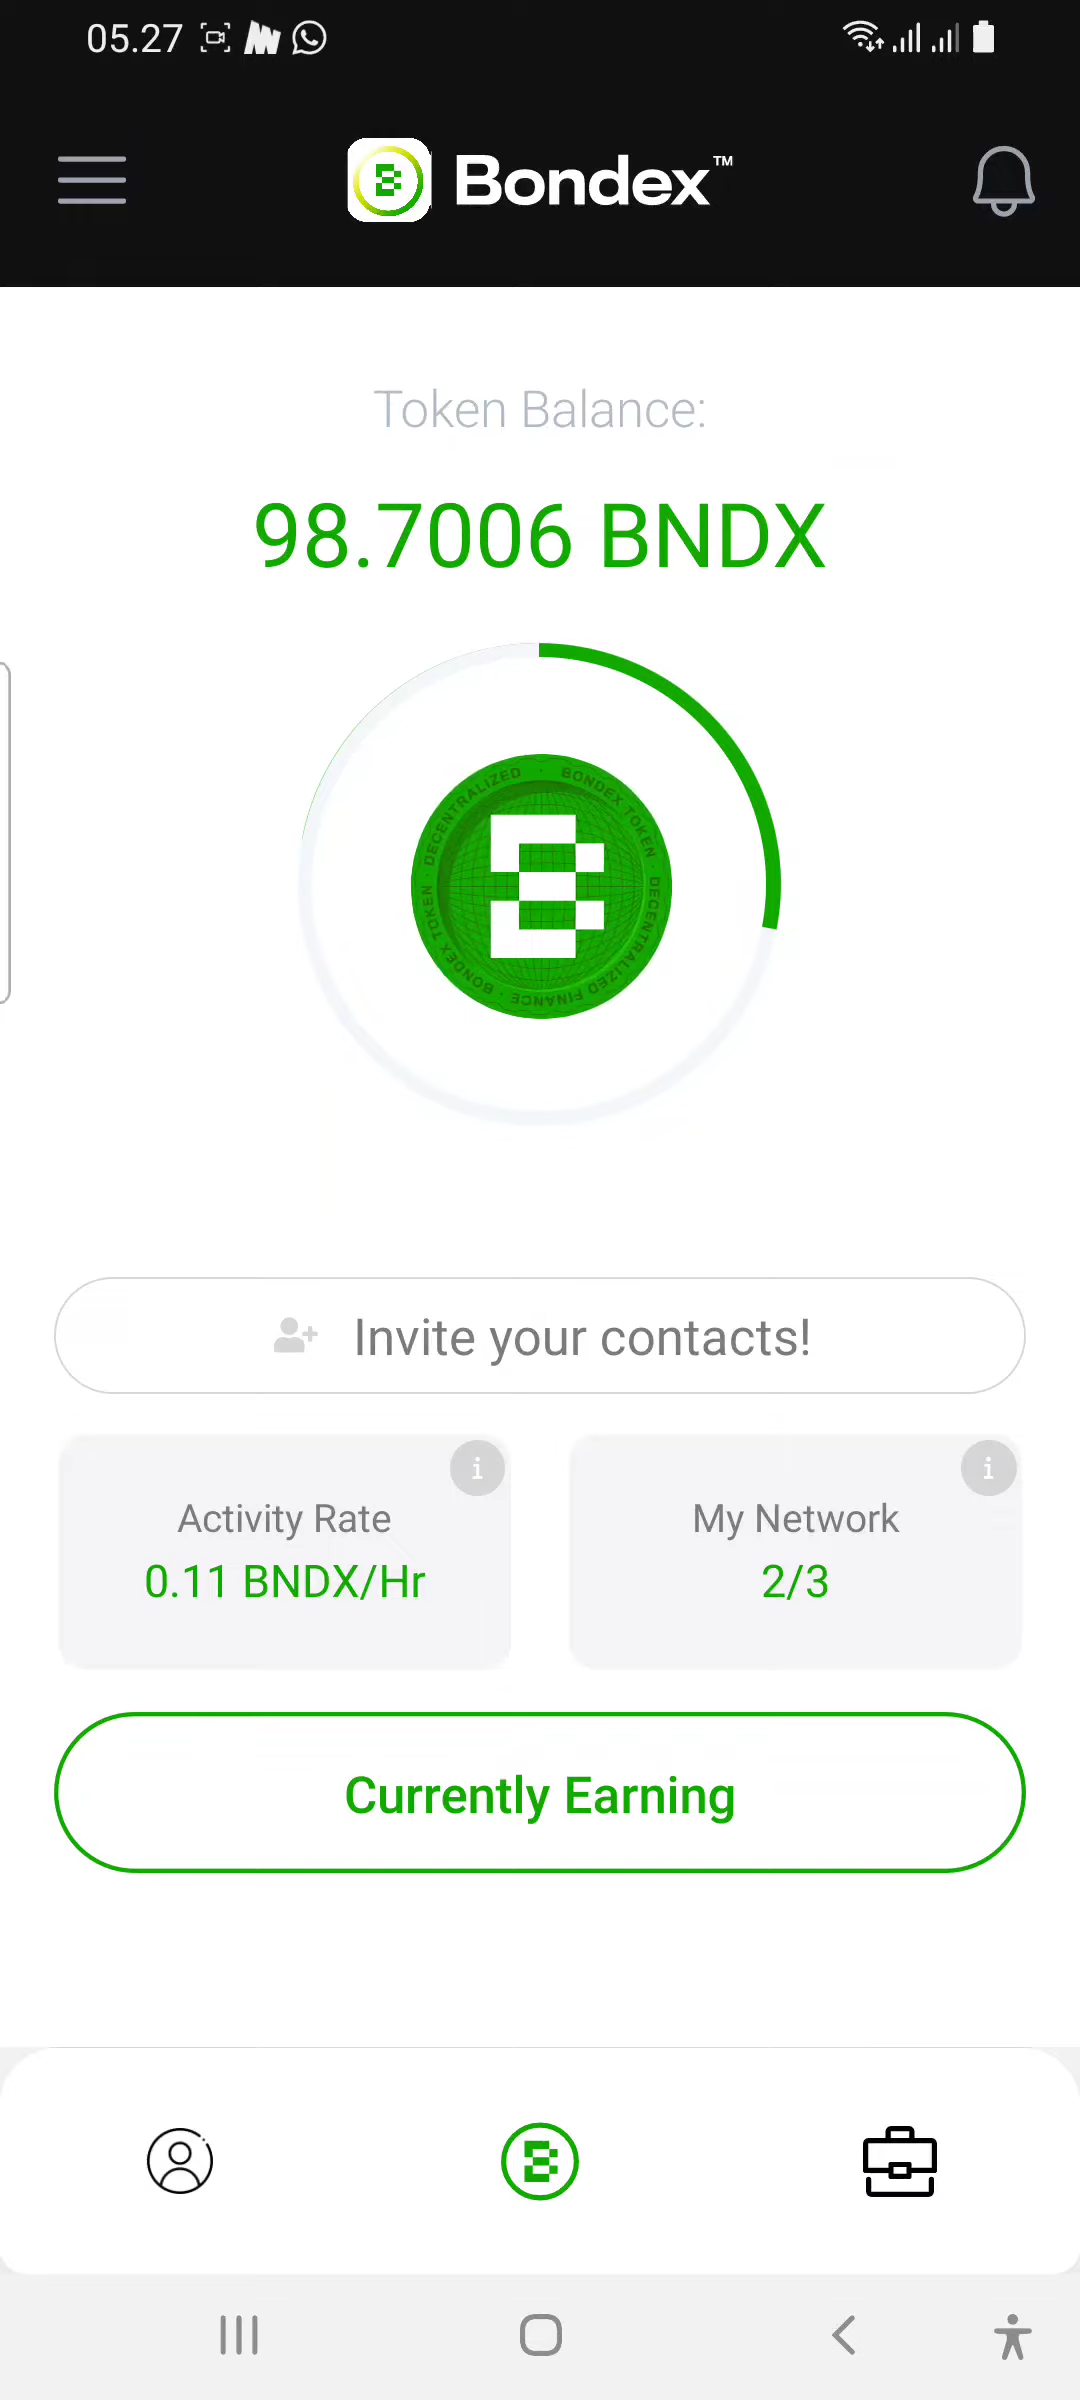 05.27
Bondex™
Token Balance:
98.7006 BNDX
DECENTRALIZED · BONDEX TOKEN · DECENTRALIZED FINANCE · BONDEX TOKEN ·
Invite your contacts!
Activity Rate
0.11 BNDX/Hr
My Network
2/3
Currently Earning